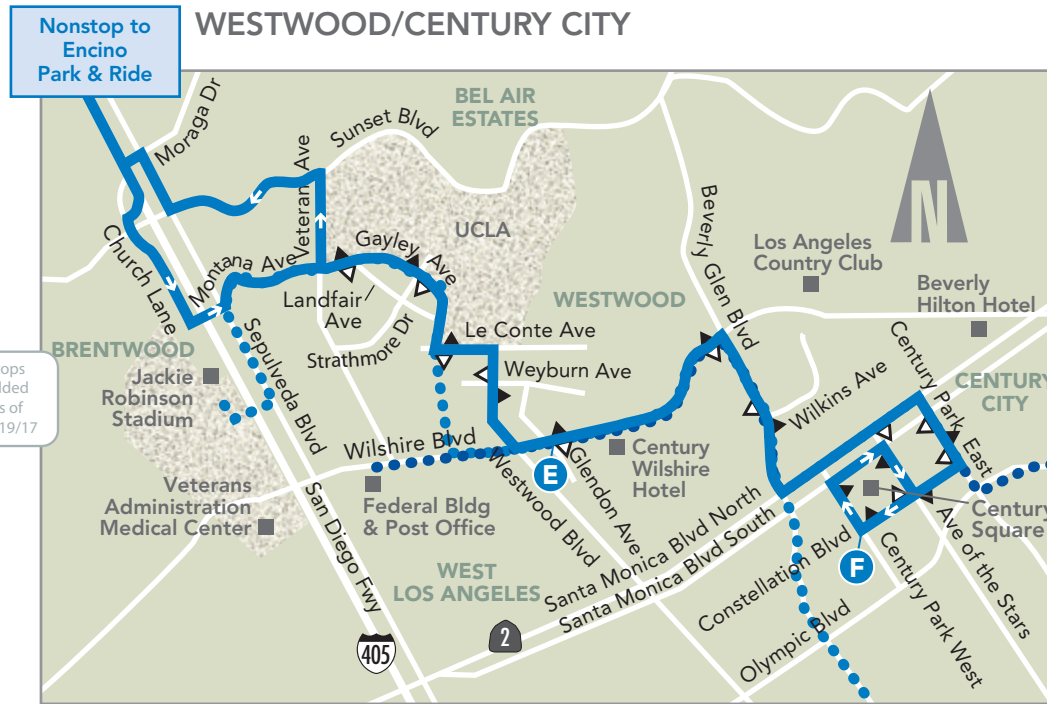 Nonstop to
Encino
Park & Ride
WESTWOOD/CENTURY CITY
BEL AIR
ESTATES
Moraga Dr
Sunset Blvd
Veteran Ave
UCLA
Beverly Glen Blvd
N
Los Angeles
Country Club
Beverly
Hilton Hotel
Church Lane
Montana Ave
Gayley Ave
Landfair
Ave
Strathmore Dr
WESTWOOD
Le Conte Ave
Weyburn Ave
BRENTWOOD
Jackie
Robinson
Stadium
Sepulveda Blvd
Wilkins Ave
Century Park East
CENTURY
CITY
ops
dded
s of
19/17
Wilshire Blvd
E
Glendon Ave
Century
Wilshire
Hotel
Veterans
Administration
Medical Center
Federal Bldg
& Post Office
Westwood Blvd
San Diego Fwy
Santa Monica Blvd North
Santa Monica Blvd South
Century
Square
Constellation Blvd
F
Century Park West
Ave of the Stars
WEST
LOS ANGELES
Olympic Blvd
2
405